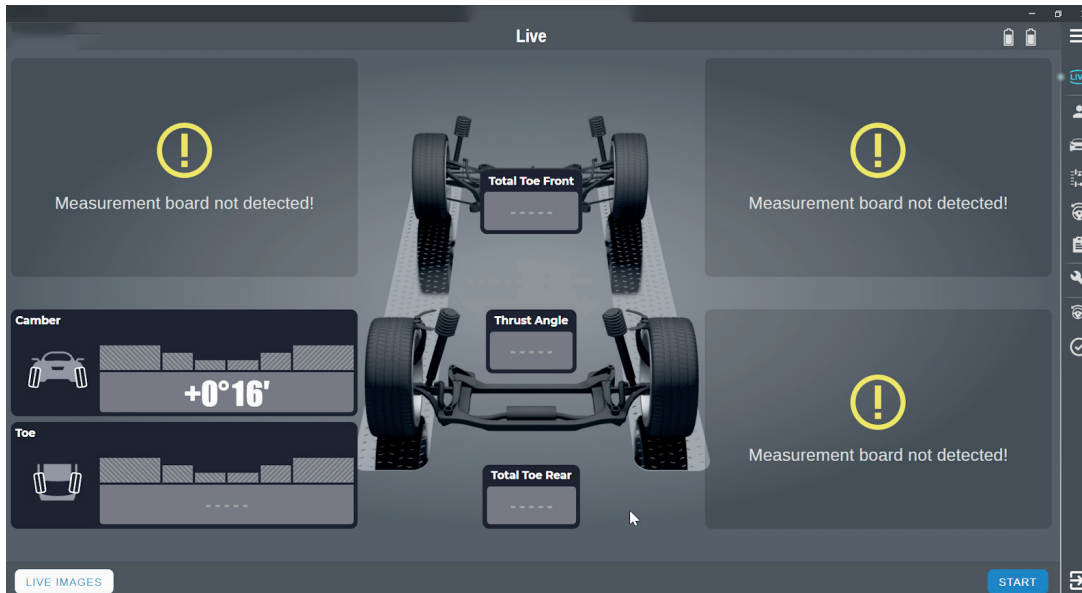 Live
LIV
Measurement board not detected!
Total Toe Front
-----
Measurement board not detected!
Camber
+0°16′
Thrust Angle
-----
Measurement board not detected!
Toe
-----
Total Toe Rear
-----
LIVE IMAGES
START